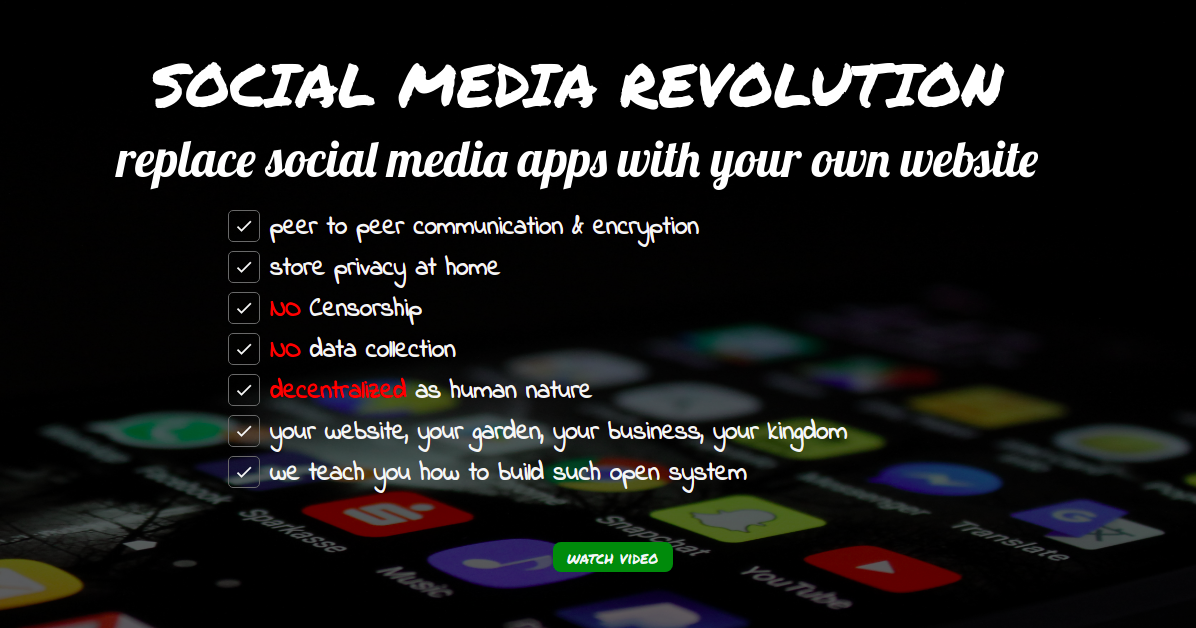 SOCIAL MEDIA REVOLUTION
replace social media apps with your own website
peer to peer communication & encryption
store privacy at home
NO Censorship
NO data collection
decentralized as human nature
your website, your garden, your business, your kingdom
we teach you how to build such open system
Facebook
Sparkasse
Snapchat
Messenger
Translate
WATCH VIDEO
Music
YouTube